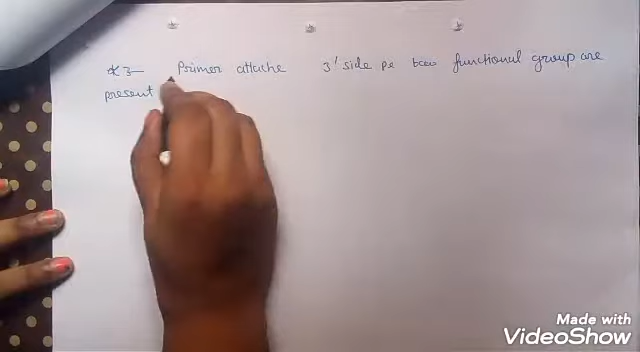 * 3- Primer attache 3' side pe two functional group are
present
Made with
VideoShow